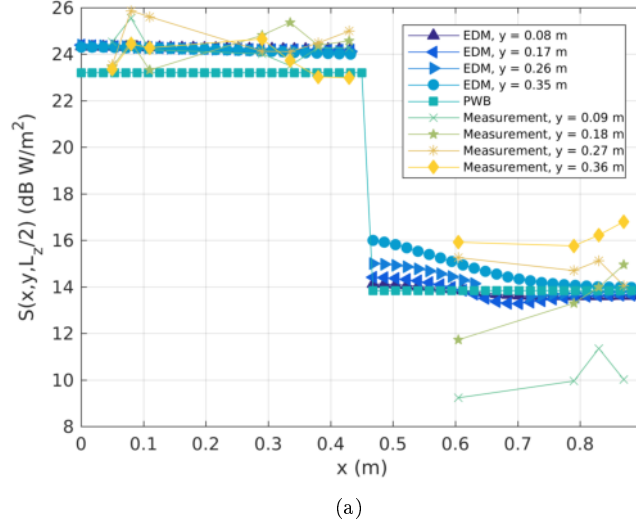 26
24
22
20
18
16
14
12
10
8
S(x,y,L_z/2) (dB W/m²)
EDM, y = 0.08 m
EDM, y = 0.17 m
EDM, y = 0.26 m
EDM, y = 0.35 m
PWB
Measurement, y = 0.09 m
Measurement, y = 0.18 m
Measurement, y = 0.27 m
Measurement, y = 0.36 m
0 0.1 0.2 0.3 0.4 0.5 0.6 0.7 0.8
x (m)
(a)